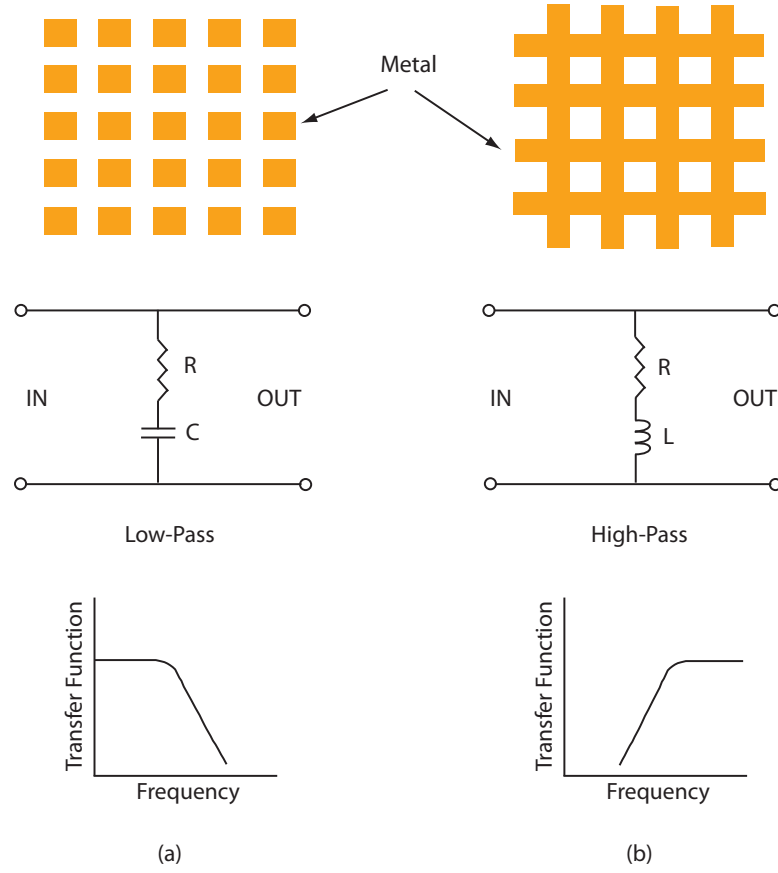 Metal
R
IN
OUT
C
Low-Pass
R
IN
OUT
L
High-Pass
Transfer Function
Frequency
Transfer Function
Frequency
(a)
(b)